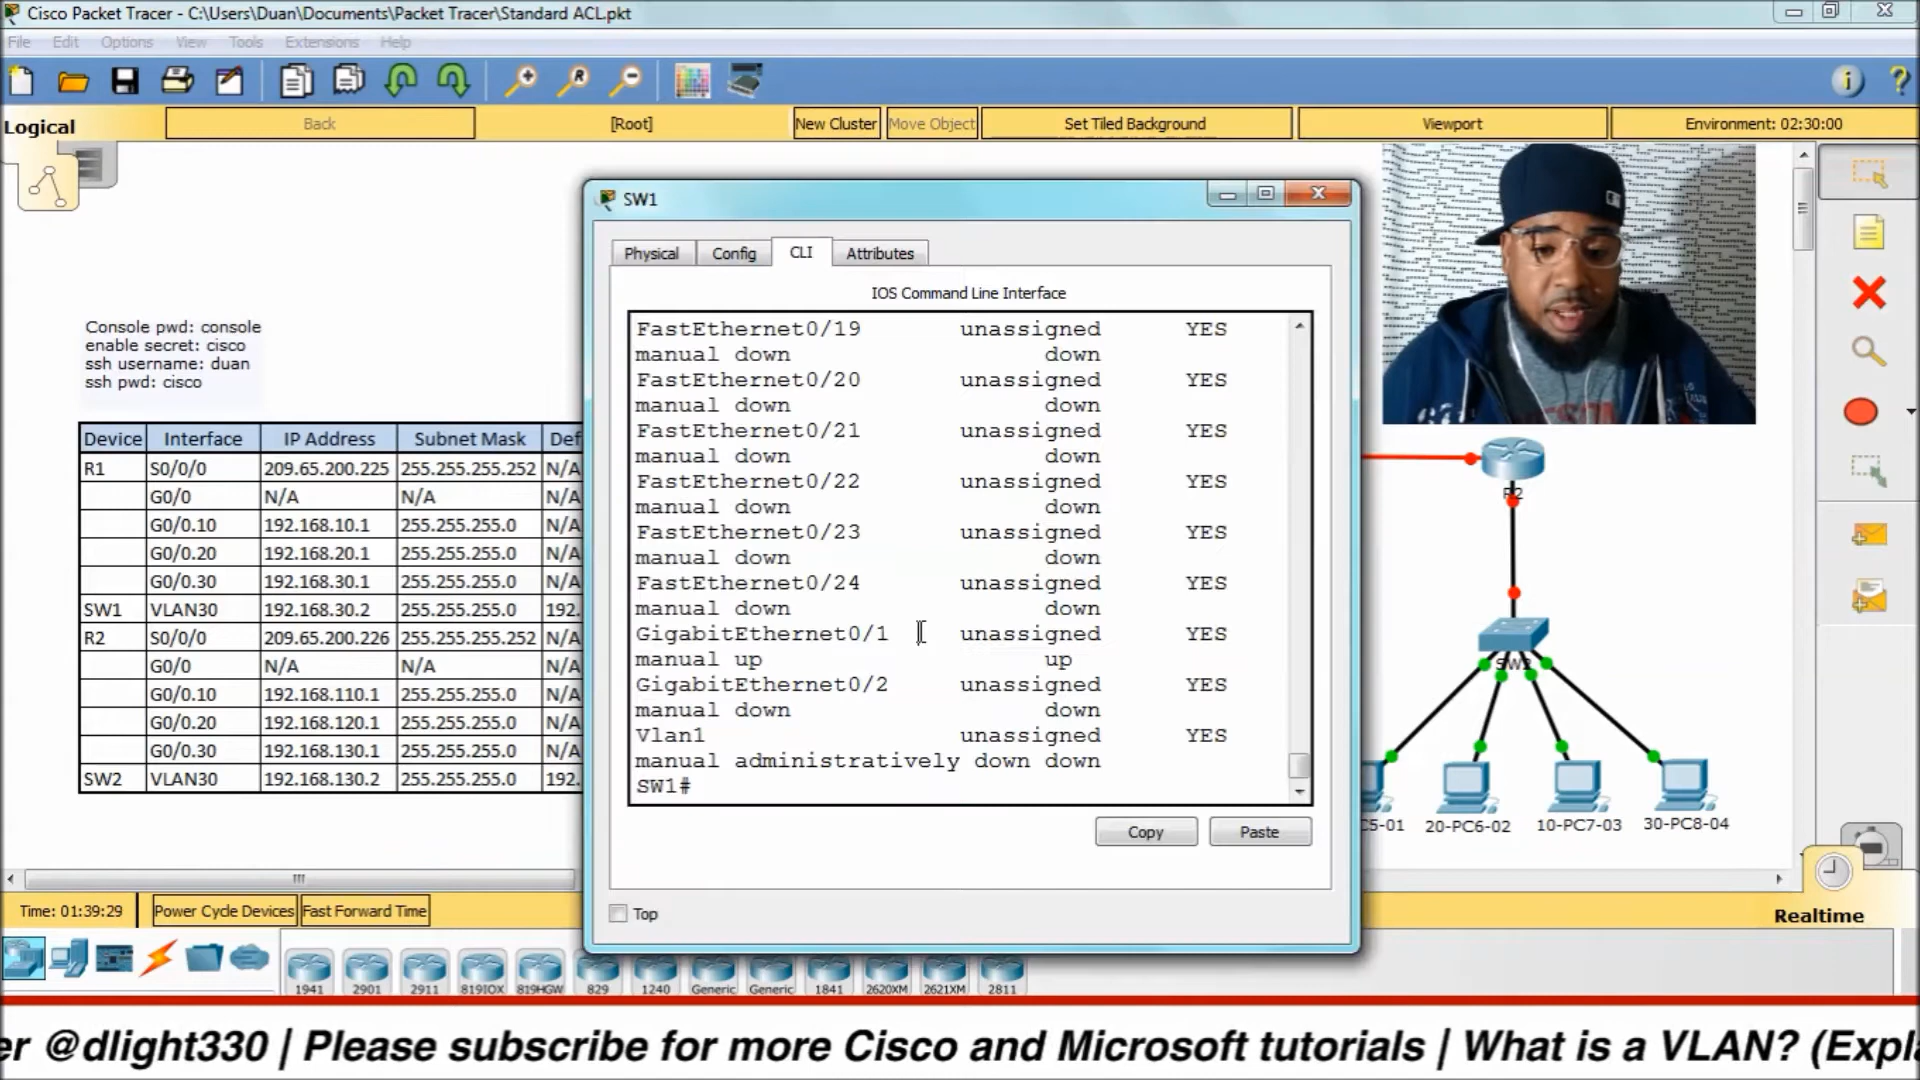 Cisco Packet Tracer - C:\Users\Duan\Documents\Packet Tracer\Standard ACL.pkt
File Edit Options View Tools Extensions Help
Logical Back [Root] New Cluster Move Object Set Tiled Background Viewport Environment: 02:30:00
SW1
Physical Config CLI Attributes
IOS Command Line Interface
FastEthernet0/19 unassigned YES
manual down down
FastEthernet0/20 unassigned YES
manual down down
FastEthernet0/21 unassigned YES
manual down down
FastEthernet0/22 unassigned YES
manual down down
FastEthernet0/23 unassigned YES
manual down down
FastEthernet0/24 unassigned YES
manual down down
GigabitEthernet0/1 unassigned YES
manual up up
GigabitEthernet0/2 unassigned YES
manual down down
Vlan1 unassigned YES
manual administratively down down
SW1#
Copy Paste
Top
Console pwd: console
enable secret: cisco
ssh username: duan
ssh pwd: cisco
Device Interface IP Address Subnet Mask Def
R1 S0/0/0 209.65.200.225 255.255.255.252 N/A
G0/0 N/A N/A N/A
G0/0.10 192.168.10.1 255.255.255.0 N/A
G0/0.20 192.168.20.1 255.255.255.0 N/A
G0/0.30 192.168.30.1 255.255.255.0 N/A
SW1 VLAN30 192.168.30.2 255.255.255.0 192.
R2 S0/0/0 209.65.200.226 255.255.255.252 N/A
G0/0 N/A N/A N/A
G0/0.10 192.168.110.1 255.255.255.0 N/A
G0/0.20 192.168.120.1 255.255.255.0 N/A
G0/0.30 192.168.130.1 255.255.255.0 N/A
SW2 VLAN30 192.168.130.2 255.255.255.0 192.
R2
SW2
C5-01 20-PC6-02 10-PC7-03 30-PC8-04
Time: 01:39:29 Power Cycle Devices Fast Forward Time
Realtime
1941 2901 2911 819IOX 819HGW 829 1240 Generic Generic 1841 2620XM 2621XM 2811
er @dlight330 | Please subscribe for more Cisco and Microsoft tutorials | What is a VLAN? (Expla